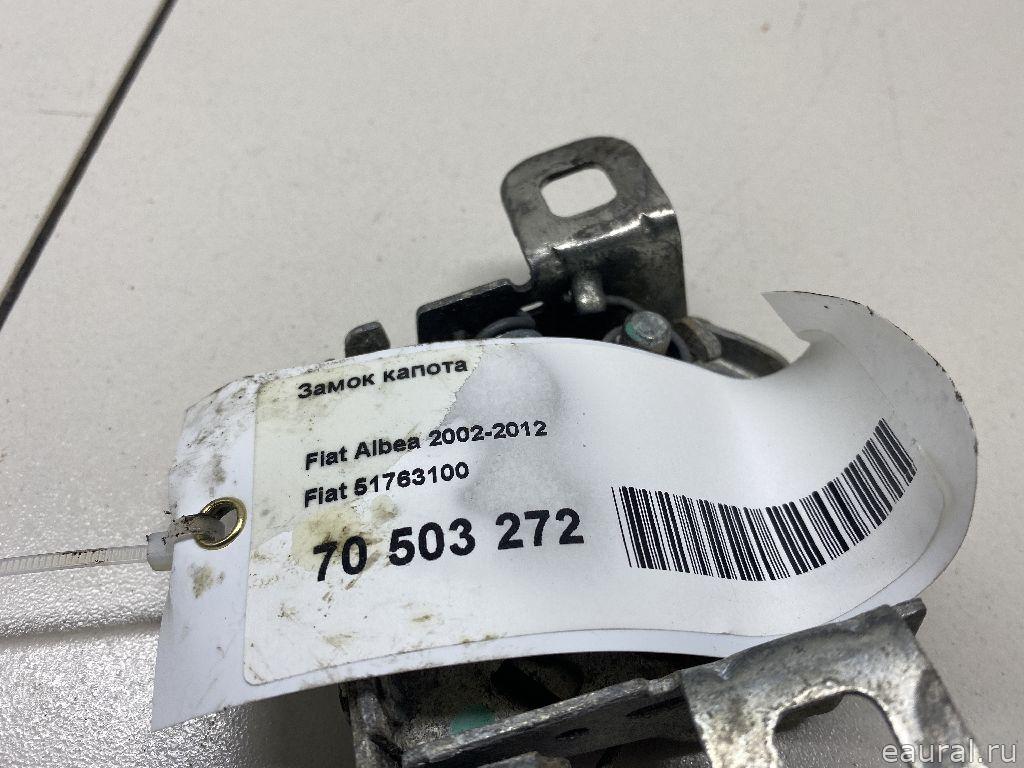 Замок капота
Fiat Albea 2002-2012
Fiat 51763100
70 503 272
eaural.ru